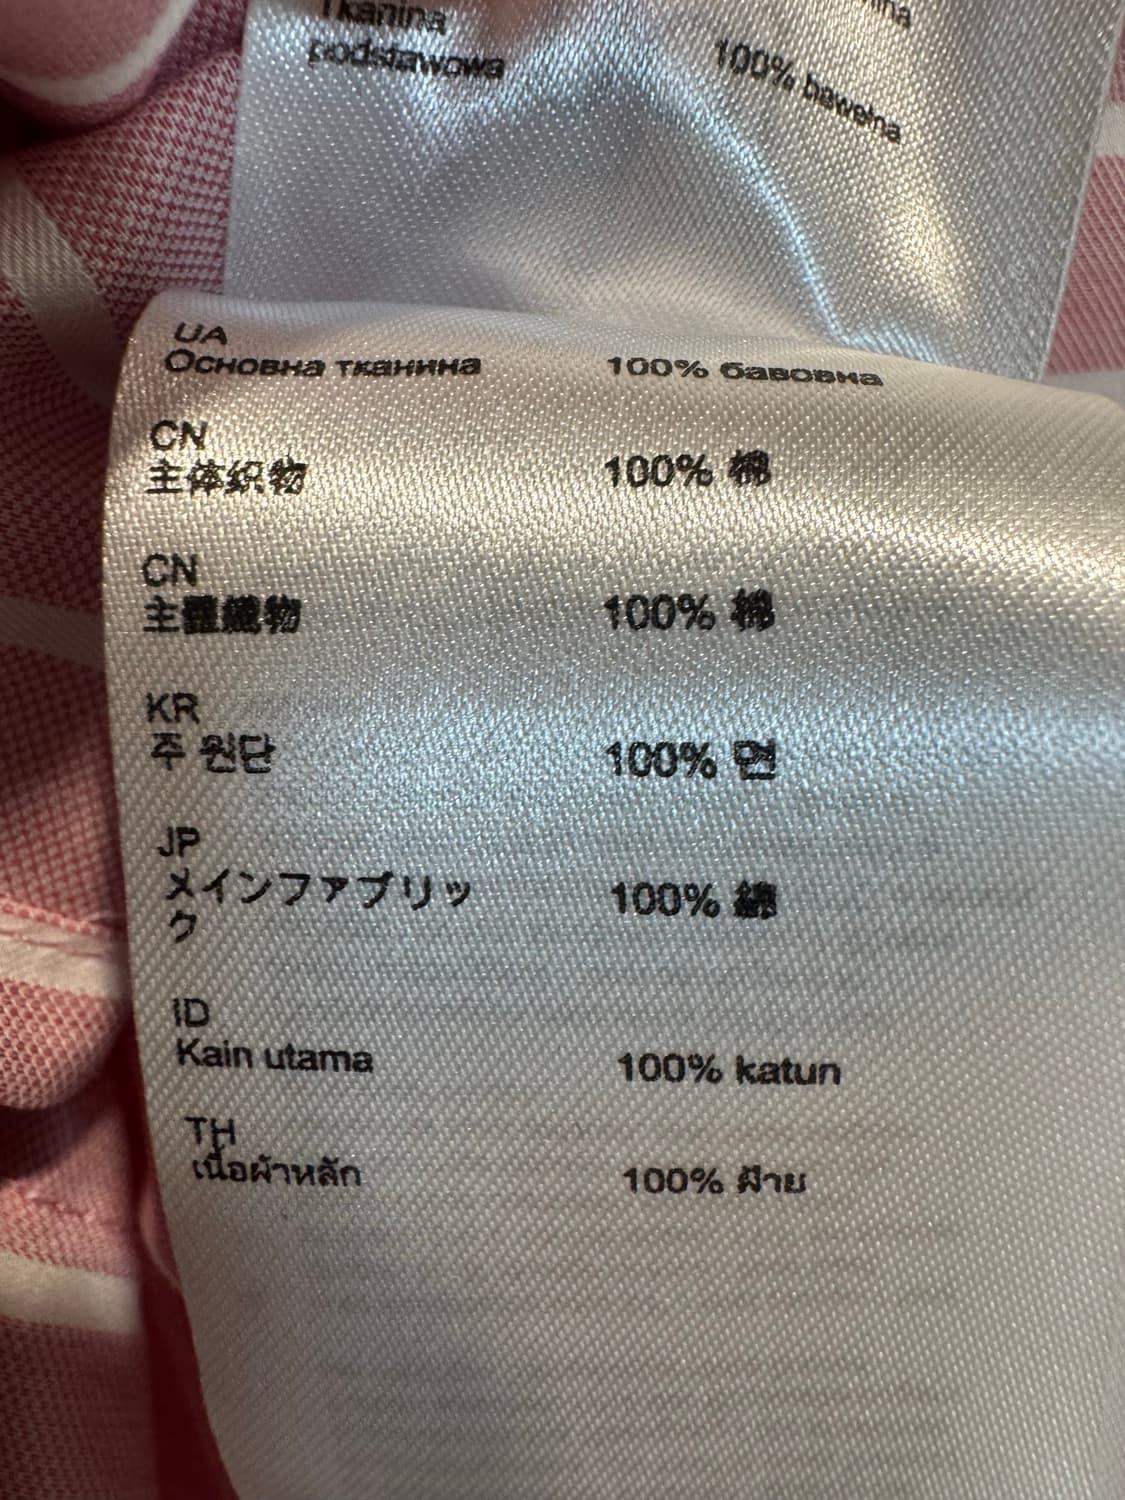 Tkanina
podstawowa 100% bawełna
UA
Основна тканина 100% бавовна
CN
主体织物 100% 棉
CN
主體織物 100% 棉
KR
주 원단 100% 면
JP
メインファブリッ 100% 綿
ク
ID
Kain utama 100% katun
TH
เนื้อผ้าหลัก 100% ฝ้าย